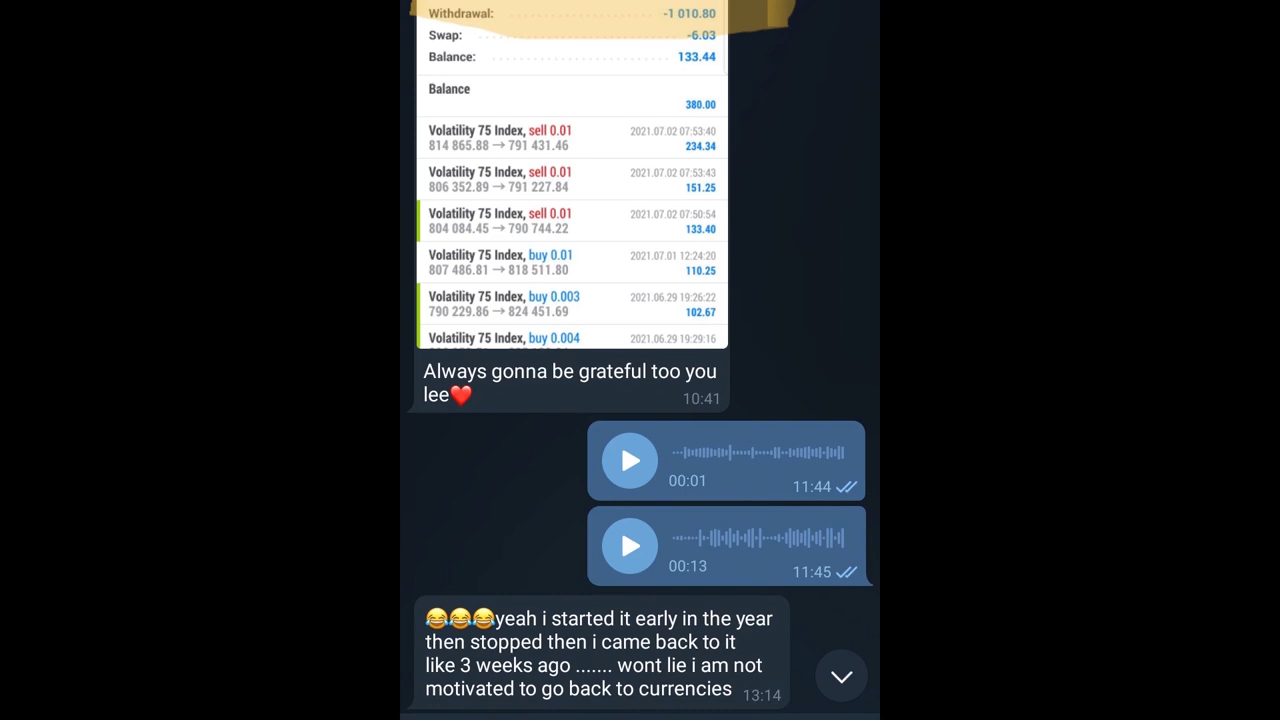 Withdrawal: -1 010.80
Swap: -6.03
Balance: 133.44
Balance
380.00
Volatility 75 Index, sell 0.01 2021.07.02 07:53:40
814 865.88 → 791 431.46 234.34
Volatility 75 Index, sell 0.01 2021.07.02 07:53:43
806 352.89 → 791 227.84 151.25
Volatility 75 Index, sell 0.01 2021.07.02 07:50:54
804 084.45 → 790 744.22 133.40
Volatility 75 Index, buy 0.01 2021.07.01 12:24:20
807 486.81 → 818 511.80 110.25
Volatility 75 Index, buy 0.003 2021.06.29 19:26:22
790 229.86 → 824 451.69 102.67
Volatility 75 Index, buy 0.004 2021.06.29 19:29:16
Always gonna be grateful too you
lee❤️ 10:41
00:01 11:44
00:13 11:45
😂😂😂yeah i started it early in the year
then stopped then i came back to it
like 3 weeks ago ....... wont lie i am not
motivated to go back to currencies 13:14